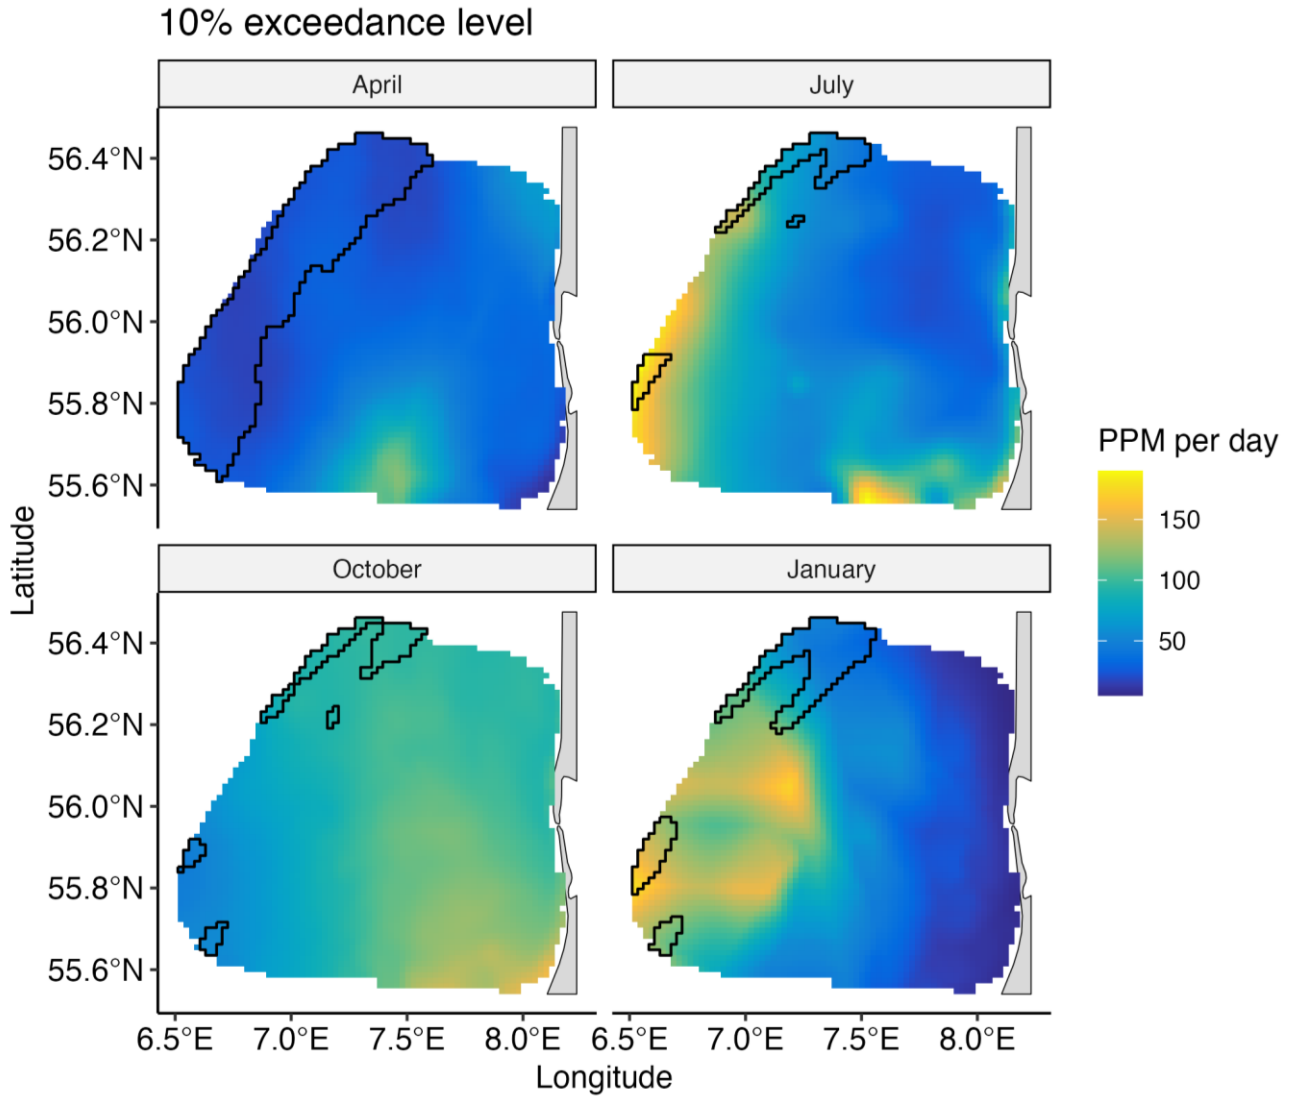 10% exceedance level
April
July
56.4°N
56.2°N
56.0°N
55.8°N
55.6°N
October
January
56.4°N
56.2°N
56.0°N
55.8°N
55.6°N
6.5°E 7.0°E 7.5°E 8.0°E
6.5°E 7.0°E 7.5°E 8.0°E
Longitude
Latitude
PPM per day
150
100
50